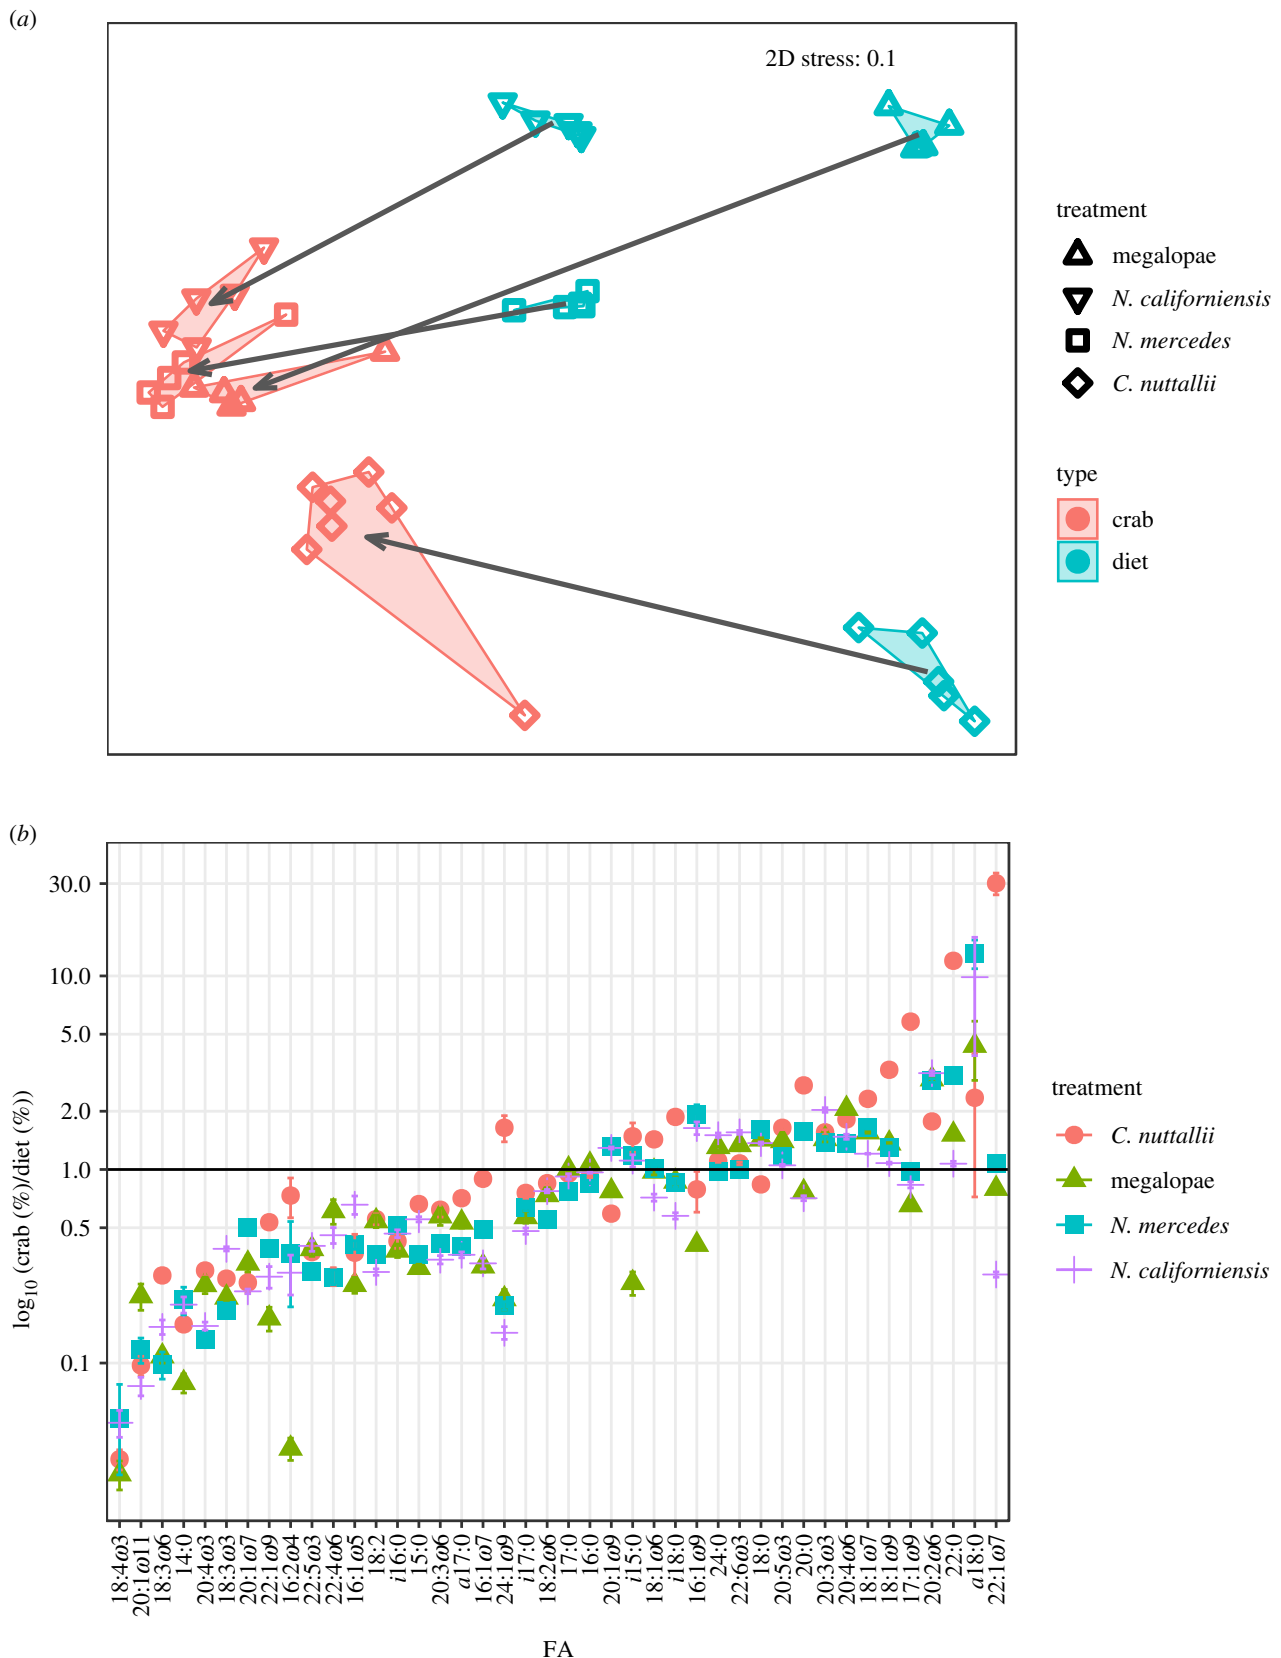 (a)
2D stress: 0.1
treatment
megalopae
N. californiensis
N. mercedes
C. nuttallii
type
crab
diet
(b)
30.0
10.0
5.0
2.0
1.0
0.5
0.1
log10 (crab (%)/diet (%))
18:4ω3
20:1ω11
18:3ω6
14:0
20:4ω3
18:3ω3
20:1ω7
22:1ω9
16:2ω4
22:5ω3
22:4ω6
16:1ω5
18:2
i16:0
15:0
20:3ω6
a17:0
16:1ω7
24:1ω9
i17:0
18:2ω6
17:0
16:0
20:1ω9
i15:0
18:1ω6
i18:0
16:1ω9
24:0
22:6ω3
18:0
20:5ω3
20:0
20:3ω3
20:4ω6
18:1ω7
18:1ω9
17:1ω9
20:2ω6
22:0
a18:0
22:1ω7
FA
treatment
C. nuttallii
megalopae
N. mercedes
N. californiensis